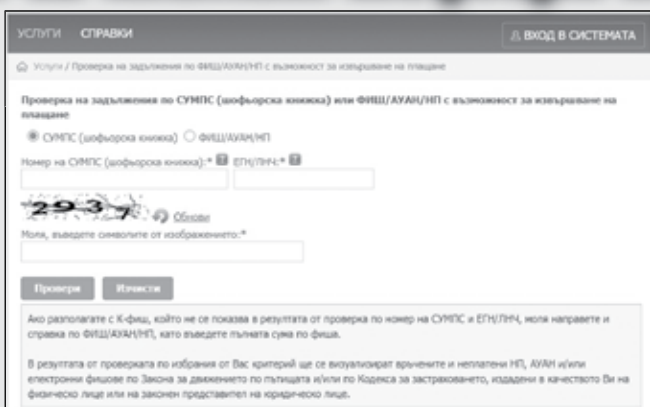 УСЛУГИ СПРАВКИ ВХОД В СИСТЕМАТА
Услуги / Проверка на задължения по ФИШ/АУАН/НП с възможност за извършване на плащане
Проверка на задължения по СУМПС (шофьорска книжка) или ФИШ/АУАН/НП с възможност за извършване на
плащане
СУМПС (шофьорска книжка) ФИШ/АУАН/НП
Номер на СУМПС (шофьорска книжка):* ? ЕГН/ЛНЧ:* ?
2937 Обнови
Моля, въведете символите от изображението:*
Провери Изчисти
Ако разполагате с К-фиш, който не се показва в резултата от проверка по номер на СУМПС и ЕГН/ЛНЧ, моля направете и
справка по ФИШ/АУАН/НП, като въведете пълната сума по фиша.
В резултата от проверката по избрания от Вас критерий ще се визуализират връчените и неплатени НП, АУАН и/или
електронни фишове по Закона за движението по пътищата и/или по Кодекса за застраховането, издадени в качеството Ви на
физическо лице или на законен представител на юридическо лице.